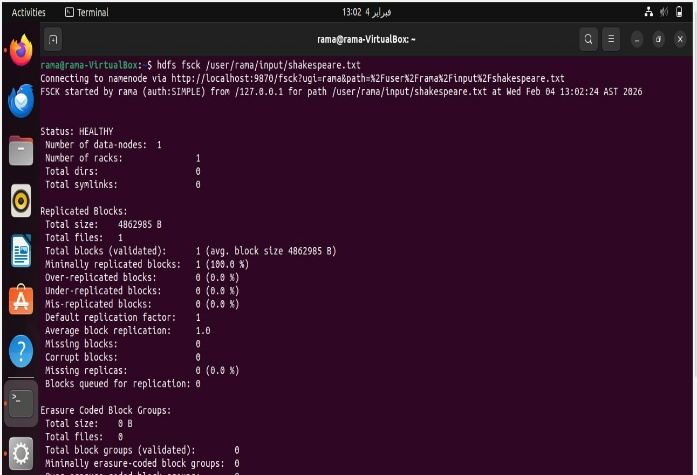 Activities Terminal 13:02 4 فبراير
rama@rama-VirtualBox: ~
rama@rama-VirtualBox:~$ hdfs fsck /user/rama/input/shakespeare.txt
Connecting to namenode via http://localhost:9870/fsck?ugi=rama&path=%2Fuser%2Frama%2Finput%2Fshakespeare.txt
FSCK started by rama (auth:SIMPLE) from /127.0.0.1 for path /user/rama/input/shakespeare.txt at Wed Feb 04 13:02:24 AST 2026
Status: HEALTHY
Number of data-nodes: 1
Number of racks: 1
Total dirs: 0
Total symlinks: 0
Replicated Blocks:
Total size: 4862985 B
Total files: 1
Total blocks (validated): 1 (avg. block size 4862985 B)
Minimally replicated blocks: 1 (100.0 %)
Over-replicated blocks: 0 (0.0 %)
Under-replicated blocks: 0 (0.0 %)
Mis-replicated blocks: 0 (0.0 %)
Default replication factor: 1
Average block replication: 1.0
Missing blocks: 0
Corrupt blocks: 0
Missing replicas: 0 (0.0 %)
Blocks queued for replication: 0
Erasure Coded Block Groups:
Total size: 0 B
Total files: 0
Total block groups (validated): 0
Minimally erasure-coded block groups: 0